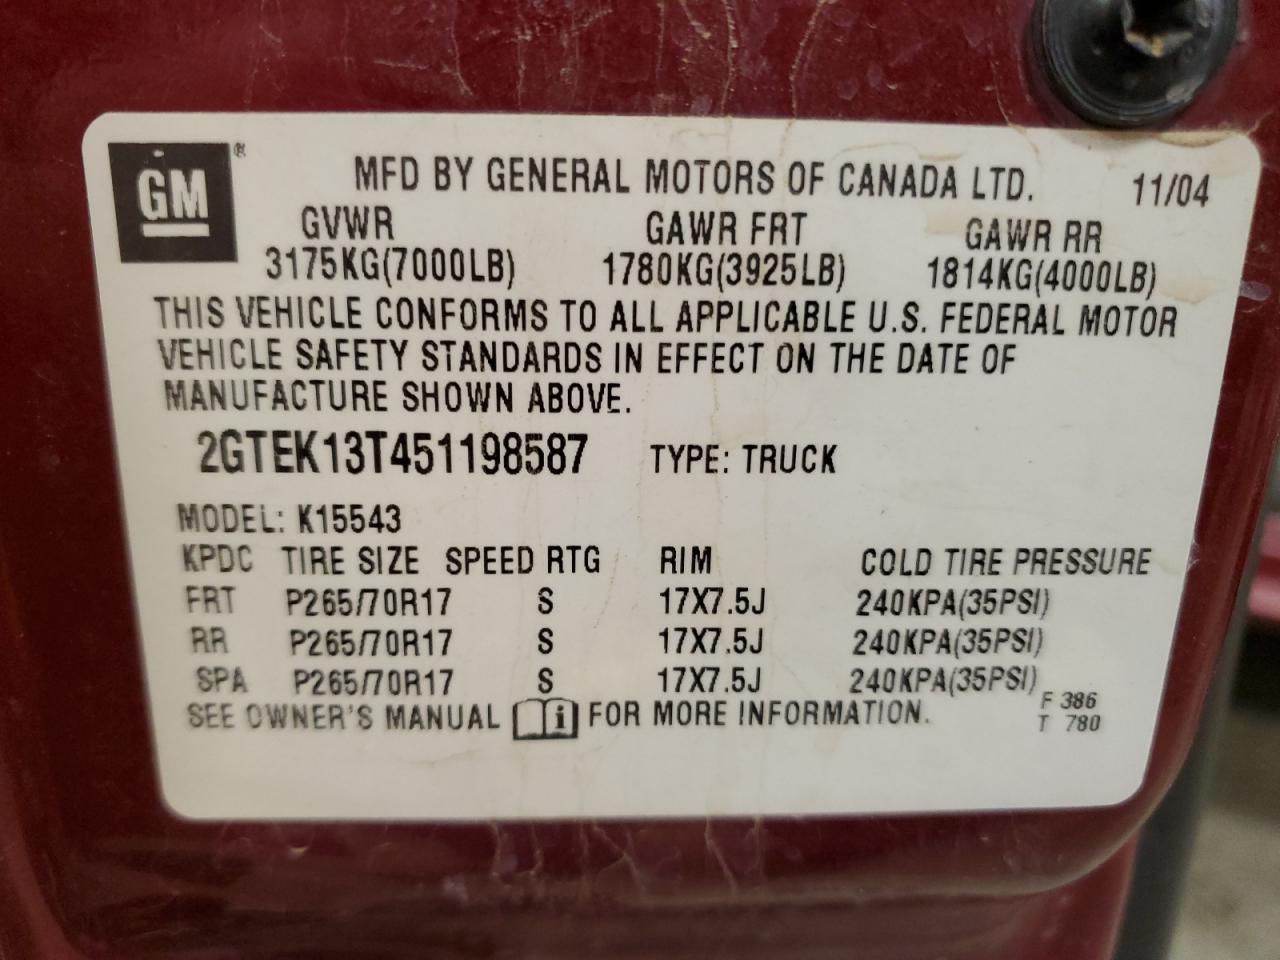 GM®
MFD BY GENERAL MOTORS OF CANADA LTD. 11/04
GVWR GAWR FRT GAWR RR
3175KG(7000LB) 1780KG(3925LB) 1814KG(4000LB)
THIS VEHICLE CONFORMS TO ALL APPLICABLE U.S. FEDERAL MOTOR
VEHICLE SAFETY STANDARDS IN EFFECT ON THE DATE OF
MANUFACTURE SHOWN ABOVE.
2GTEK13T451198587 TYPE: TRUCK
MODEL: K15543
KPDC TIRE SIZE SPEED RTG RIM COLD TIRE PRESSURE
FRT P265/70R17 S 17X7.5J 240KPA(35PSI)
RR P265/70R17 S 17X7.5J 240KPA(35PSI)
SPA P265/70R17 S 17X7.5J 240KPA(35PSI)
SEE OWNER'S MANUAL i FOR MORE INFORMATION. F 386
T 780